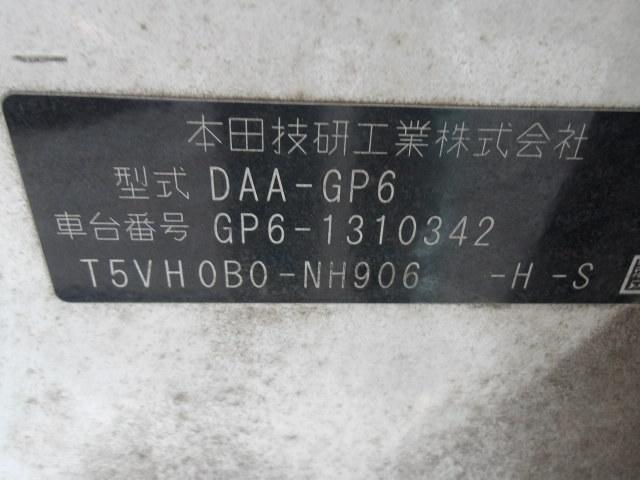 本田技研工業株式会社
型式 DAA-GP6
車台番号 GP6-1310342
T5VH0B0-NH906 -H -S